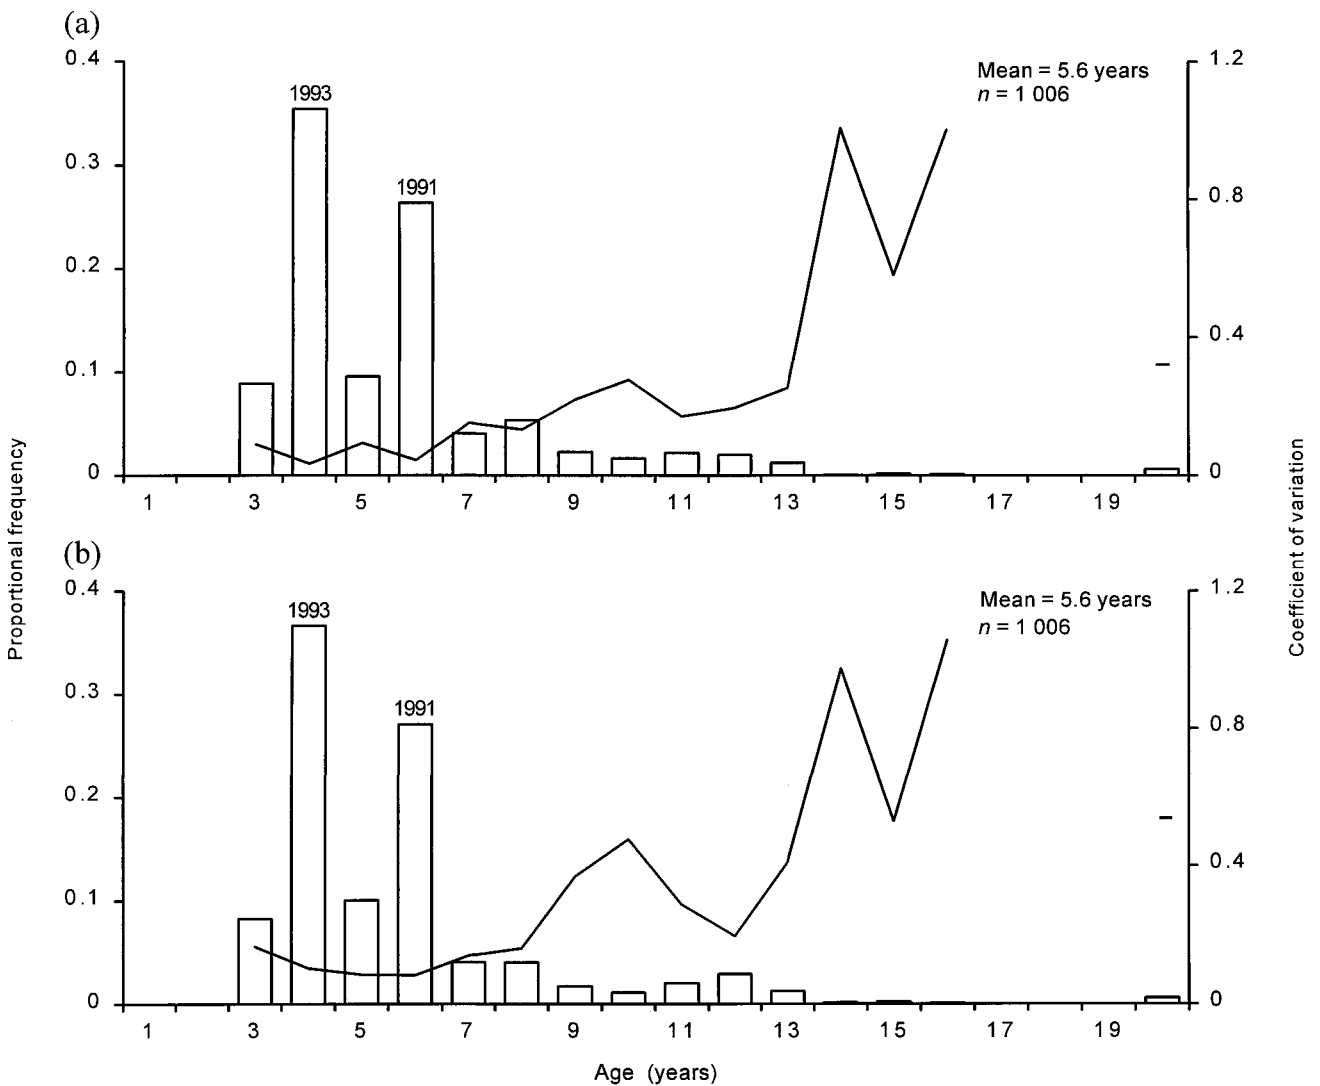 (a)
0.4
0.3
0.2
0.1
0
1993
1991
Mean = 5.6 years
n = 1 006
1.2
0.8
0.4
0
1 3 5 7 9 11 13 15 17 19
Proportional frequency
Coefficient of variation
(b)
0.4
0.3
0.2
0.1
0
1993
1991
Mean = 5.6 years
n = 1 006
1.2
0.8
0.4
0
1 3 5 7 9 11 13 15 17 19
Age (years)